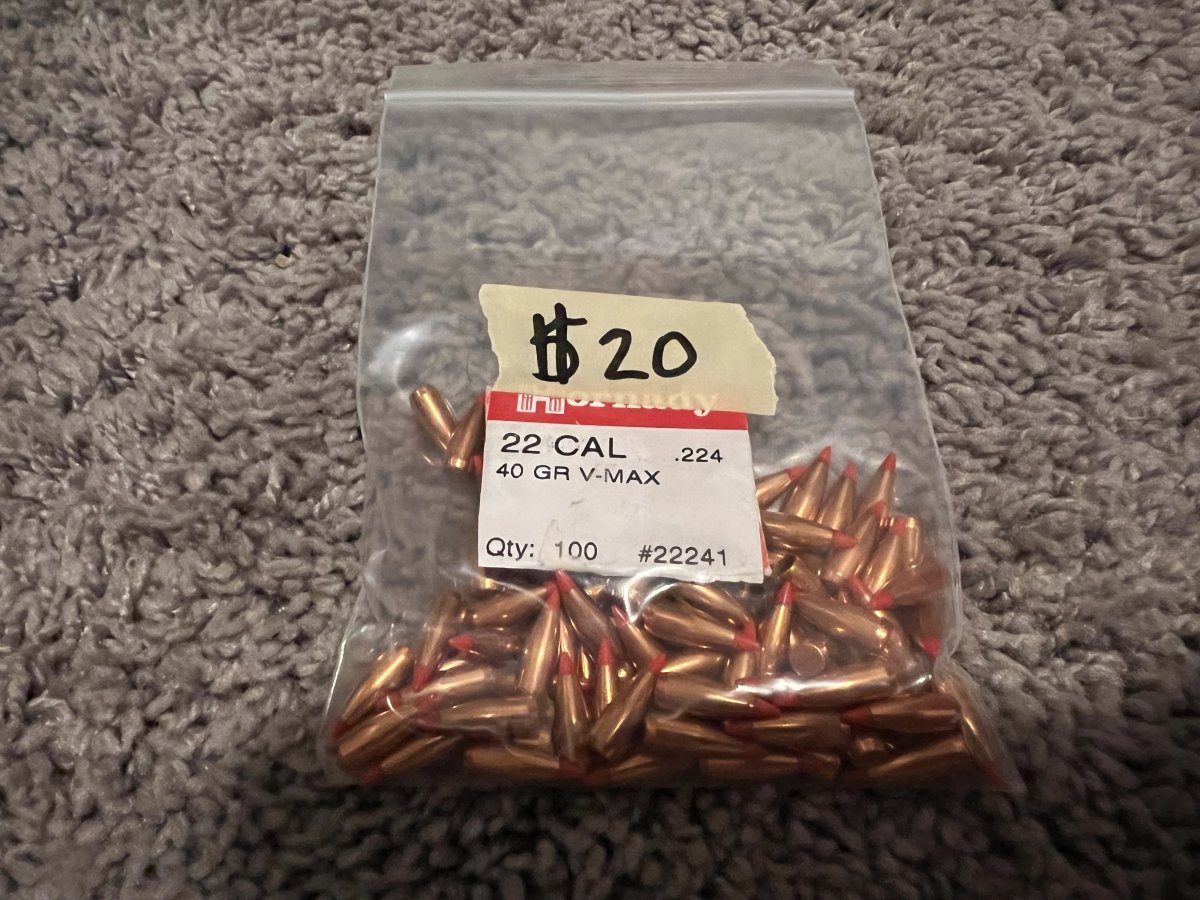 $20
Hornady
22 CAL .224
40 GR V-MAX
Qty: 100 #22241